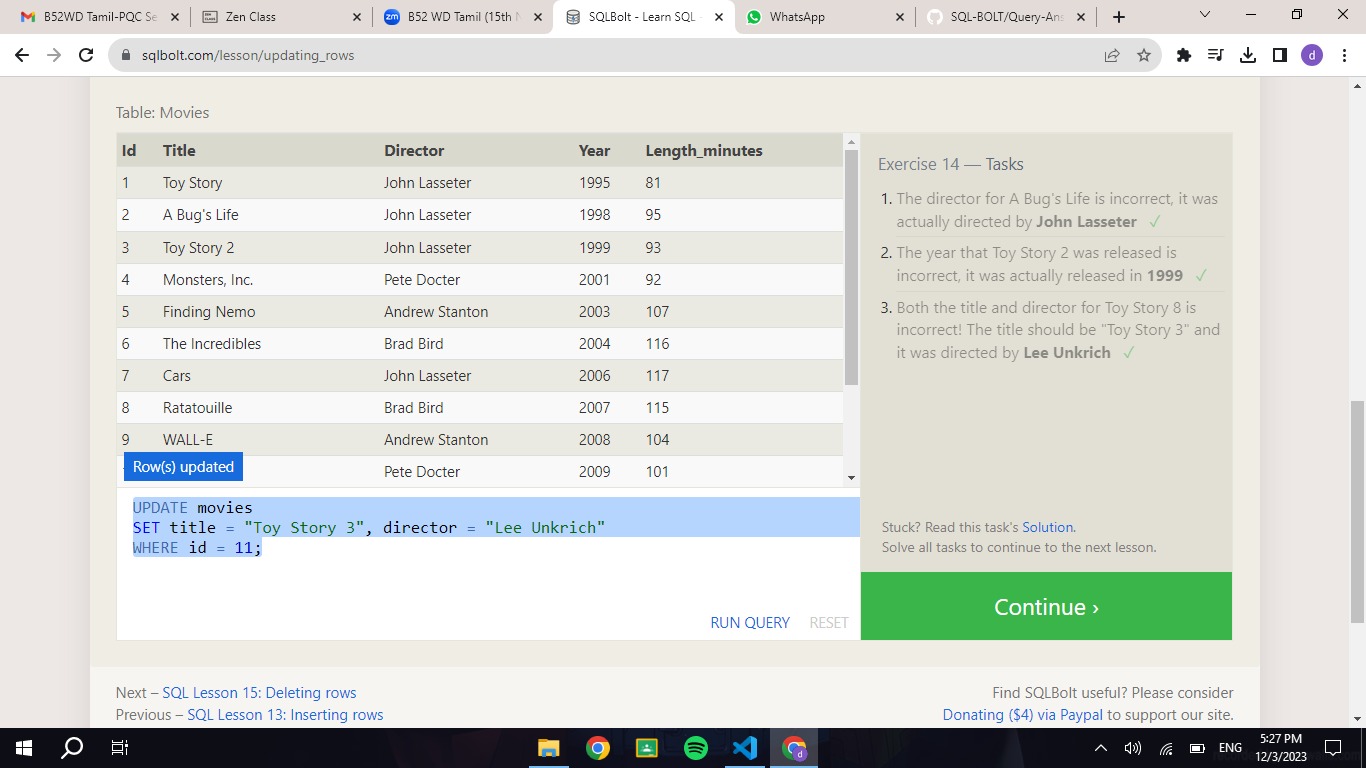 B52WD Tamil-PQC Se
Zen Class
B52 WD Tamil (15th N
SQLBolt - Learn SQL -
WhatsApp
SQL-BOLT/Query-Ans
sqlbolt.com/lesson/updating_rows
d
Table: Movies
Id Title Director Year Length_minutes
1 Toy Story John Lasseter 1995 81
2 A Bug's Life John Lasseter 1998 95
3 Toy Story 2 John Lasseter 1999 93
4 Monsters, Inc. Pete Docter 2001 92
5 Finding Nemo Andrew Stanton 2003 107
6 The Incredibles Brad Bird 2004 116
7 Cars John Lasseter 2006 117
8 Ratatouille Brad Bird 2007 115
9 WALL-E Andrew Stanton 2008 104
Pete Docter 2009 101
Row(s) updated
UPDATE movies
SET title = "Toy Story 3", director = "Lee Unkrich"
WHERE id = 11;
RUN QUERY RESET
Exercise 14 — Tasks
1. The director for A Bug's Life is incorrect, it was
actually directed by John Lasseter ✓
2. The year that Toy Story 2 was released is
incorrect, it was actually released in 1999 ✓
3. Both the title and director for Toy Story 8 is
incorrect! The title should be "Toy Story 3" and
it was directed by Lee Unkrich ✓
Stuck? Read this task's Solution.
Solve all tasks to continue to the next lesson.
Continue ›
Next – SQL Lesson 15: Deleting rows
Previous – SQL Lesson 13: Inserting rows
Find SQLBolt useful? Please consider
Donating ($4) via Paypal to support our site.
ENG
5:27 PM
12/3/2023